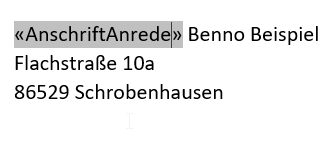 «AnschriftAnrede» Benno Beispiel
Flachstraße 10a
86529 Schrobenhausen